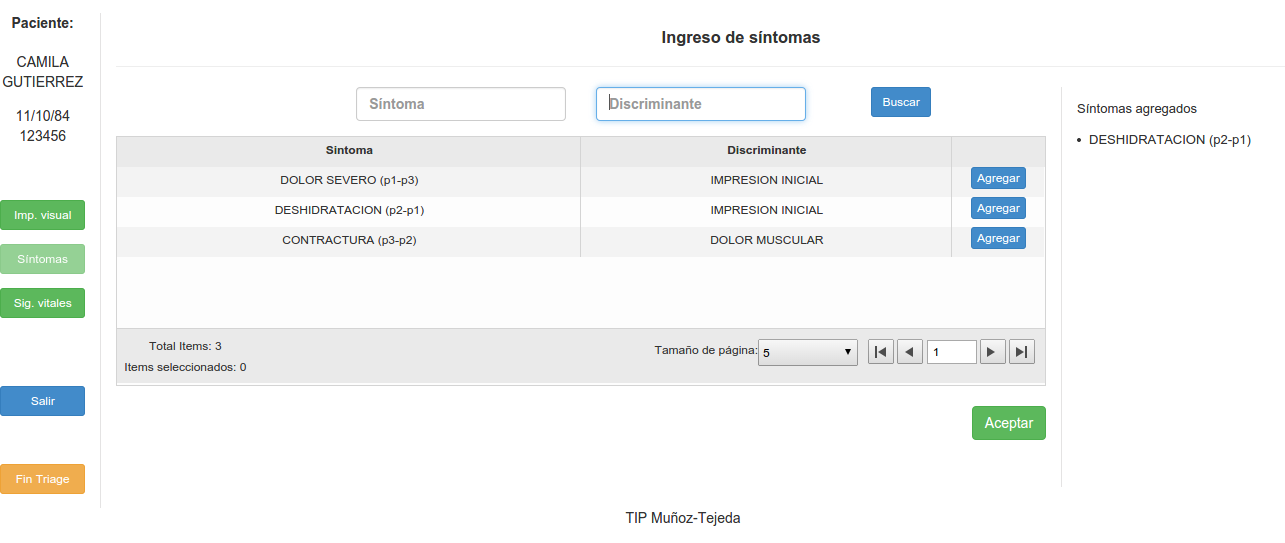 Paciente:
CAMILA
GUTIERREZ
11/10/84
123456
Imp. visual
Síntomas
Sig. vitales
Salir
Fin Triage
Ingreso de síntomas
Síntoma
Discriminante
Buscar
Sintoma Discriminante
DOLOR SEVERO (p1-p3) IMPRESION INICIAL Agregar
DESHIDRATACION (p2-p1) IMPRESION INICIAL Agregar
CONTRACTURA (p3-p2) DOLOR MUSCULAR Agregar
Total Items: 3
Items seleccionados: 0
Tamaño de página: 5 1
Aceptar
Síntomas agregados
• DESHIDRATACION (p2-p1)
TIP Muñoz-Tejeda